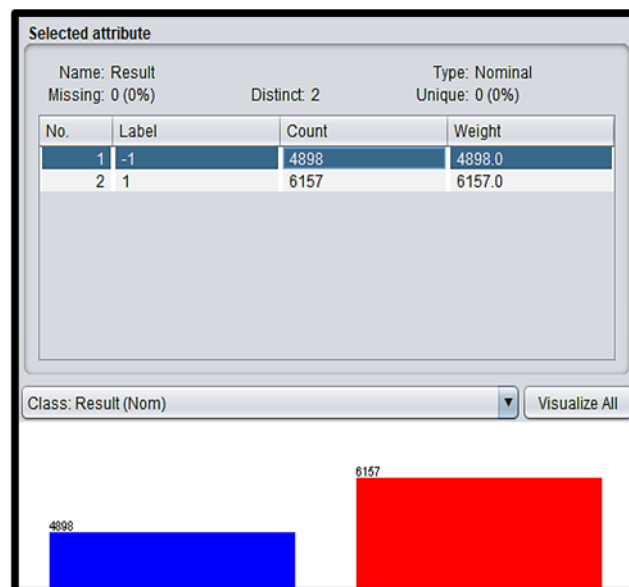 Selected attribute
Name: Result Type: Nominal
Missing: 0 (0%) Distinct: 2 Unique: 0 (0%)
No. Label Count Weight
1 -1 4898 4898.0
2 1 6157 6157.0
Class: Result (Nom) Visualize All
6157
4898